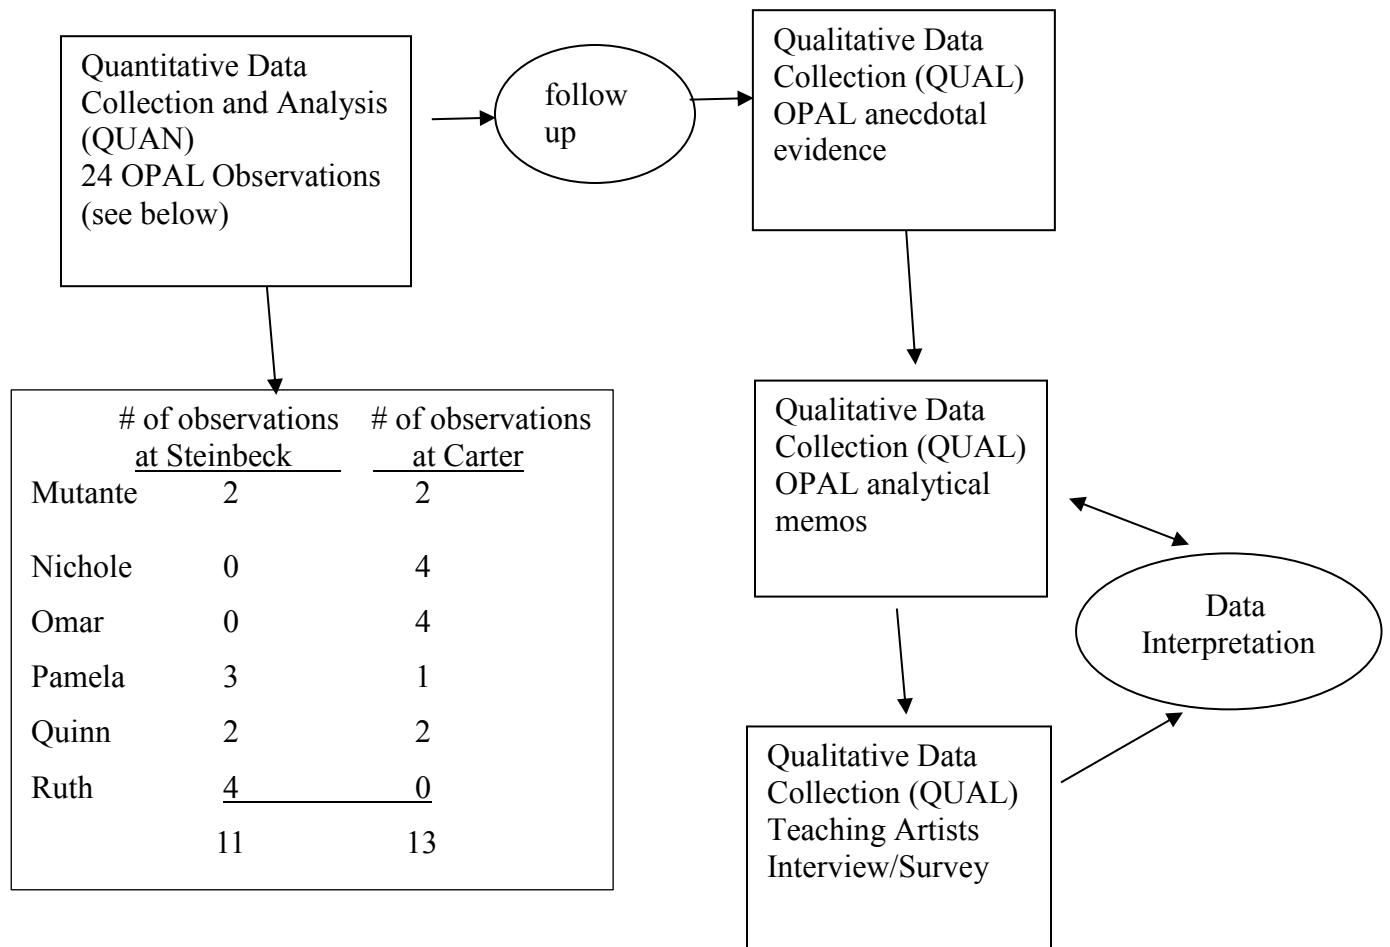 Quantitative Data
Collection and Analysis
(QUAN)
24 OPAL Observations
(see below)
follow
up
Qualitative Data
Collection (QUAL)
OPAL anecdotal
evidence
# of observations # of observations
at Steinbeck at Carter
Mutante 2 2
Nichole 0 4
Omar 0 4
Pamela 3 1
Quinn 2 2
Ruth 4 0
11 13
Qualitative Data
Collection (QUAL)
OPAL analytical
memos
Data
Interpretation
Qualitative Data
Collection (QUAL)
Teaching Artists
Interview/Survey